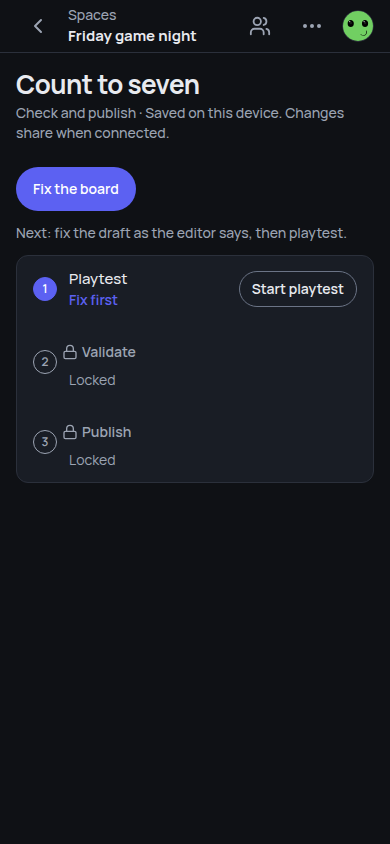 Spaces
Friday game night
Count to seven
Check and publish · Saved on this device. Changes
share when connected.
Fix the board
Next: fix the draft as the editor says, then playtest.
1
Playtest
Fix first
Start playtest
2
Validate
Locked
3
Publish
Locked